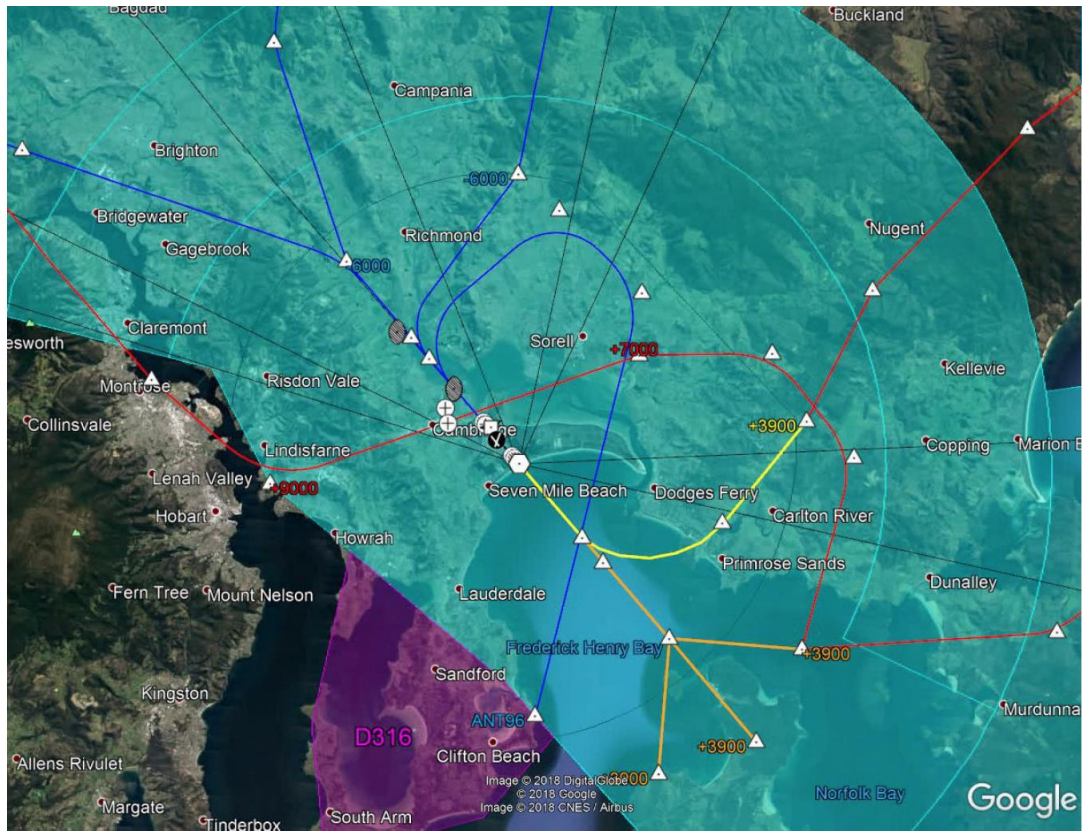 Bagdad
Buckland
Campania
Brighton
-6000
Bridgewater
Gagebrook
Richmond
Nugent
-6000
Claremont
esworth
Sorell
+7000
Kellevie
Montrose
Risdon Vale
Collinsvale
Cambridge
+3900
Copping
Marion B
Lindisfarne
Lenah Valley
+9000
Seven Mile Beach
Dodges Ferry
Hobart
Carlton River
Howrah
Primrose Sands
Dunalley
Fern Tree
Mount Nelson
Lauderdale
Frederick Henry Bay
+3900
Sandford
Kingston
Murdunna
ANT96
D316
Clifton Beach
+3900
Allens Rivulet
+3900
Image © 2018 DigitalGlobe
© 2018 Google
Image © 2018 CNES / Airbus
Norfolk Bay
Google
Margate
Tinderbox
South Arm